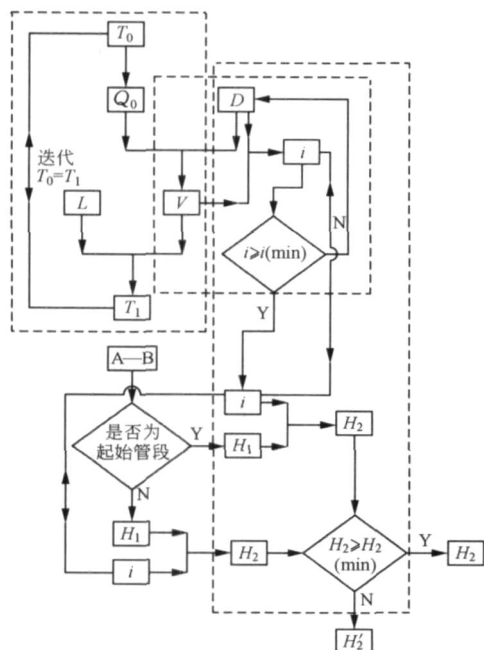 T₀
Q₀
D
迭代
T₀=T₁
i
L
V
N
i⩾i(min)
T₁
Y
A—B
i
是否为
起始管段
Y
H₁
H₂
N
H₁
H₂
H₂⩾H₂
(min)
Y
H₂
i
N
H₂′